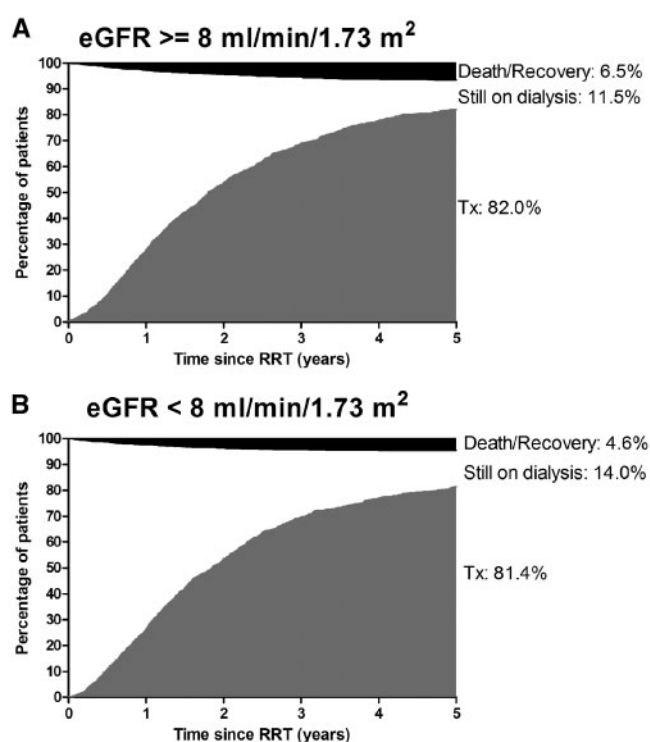 A
eGFR >= 8 ml/min/1.73 m²
Percentage of patients
100
90
80
70
60
50
40
30
20
10
0
0 1 2 3 4 5
Time since RRT (years)
Death/Recovery: 6.5%
Still on dialysis: 11.5%
Tx: 82.0%
B
eGFR < 8 ml/min/1.73 m²
Percentage of patients
100
90
80
70
60
50
40
30
20
10
0
0 1 2 3 4 5
Time since RRT (years)
Death/Recovery: 4.6%
Still on dialysis: 14.0%
Tx: 81.4%